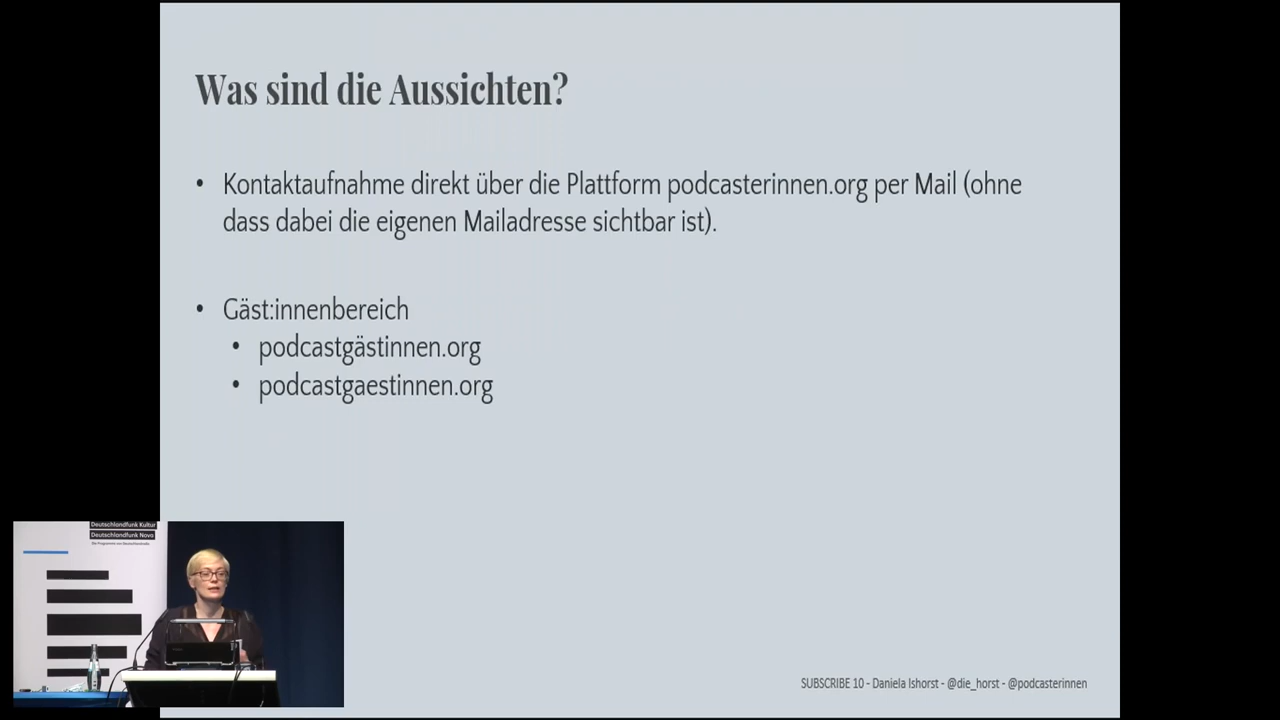 Was sind die Aussichten?
• Kontaktaufnahme direkt über die Plattform podcasterinnen.org per Mail (ohne
dass dabei die eigenen Mailadresse sichtbar ist).
• Gäst:innenbereich
• podcastgästinnen.org
• podcastgaestinnen.org
Deutschlandfunk Kultur
Deutschlandfunk Nova
SUBSCRIBE 10 - Daniela Ishorst - @die_horst - @podcasterinnen